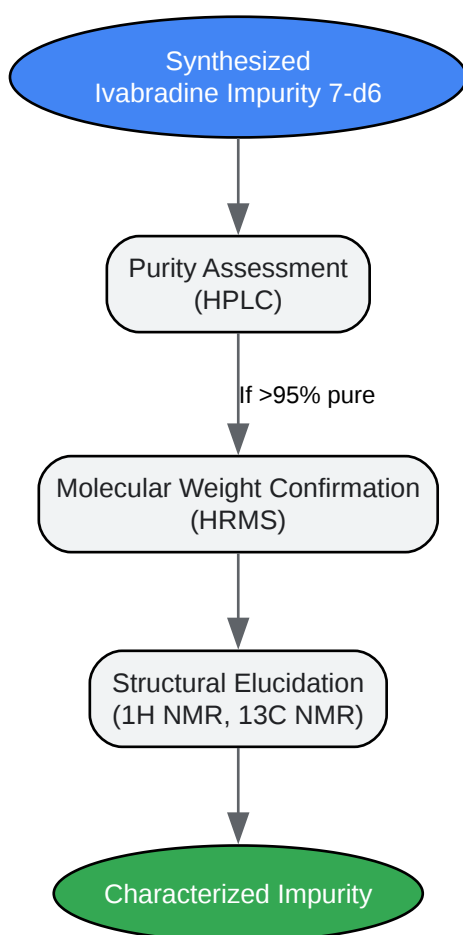 Synthesized
Ivabradine Impurity 7-d6
Purity Assessment
(HPLC)
If >95% pure
Molecular Weight Confirmation
(HRMS)
Structural Elucidation
(1H NMR, 13C NMR)
Characterized Impurity